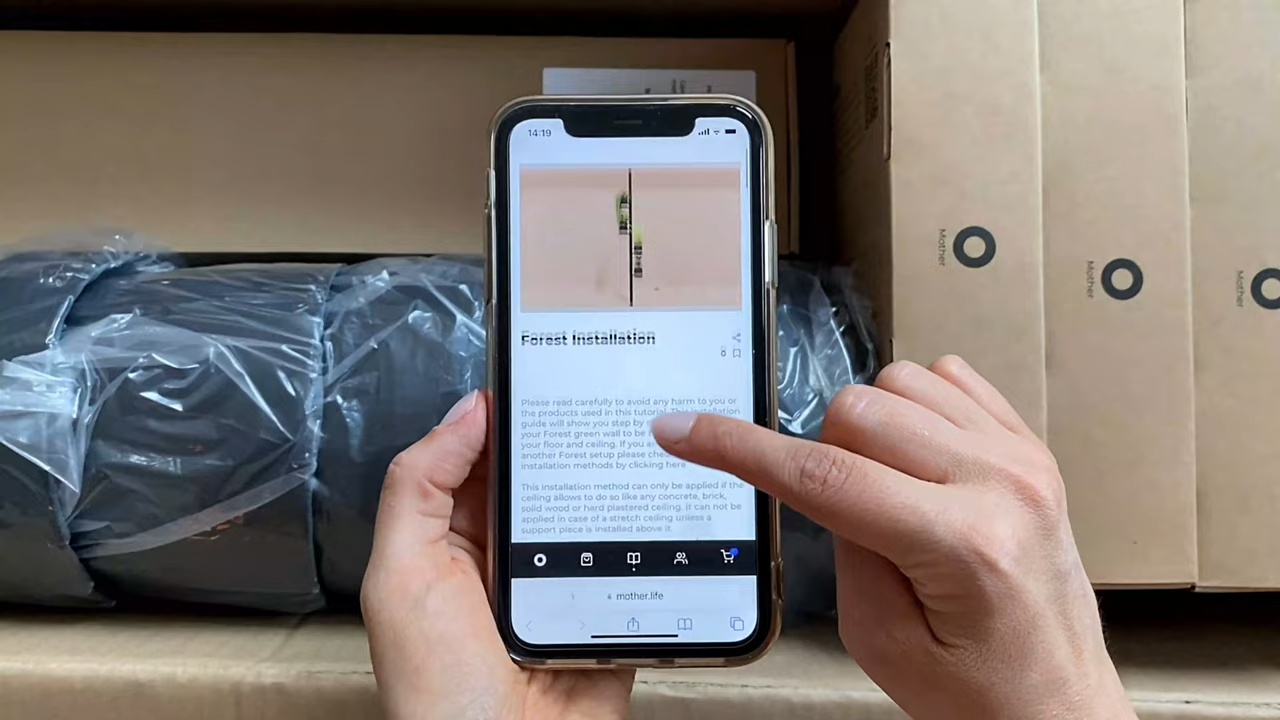 14:19
Forest Installation
Please read carefully to avoid any harm to you or
the products used in this tutorial. This installation
guide will show you step by
your Forest green wall to be
your floor and ceiling. If you
another Forest setup please
installation methods by clicking here
This installation method can only be applied if the
ceiling allows to do so like any concrete, brick,
solid wood or hard plastered ceiling. It can not be
applied in case of a stretch ceiling unless a
support piece is installed above it.
mother.life
Mother
Mother
Mother